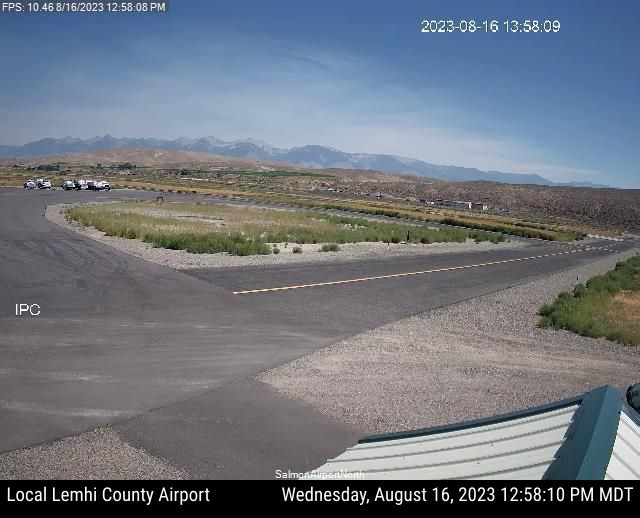 FPS: 10.46 8/16/2023 12:58:08 PM
2023-08-16 13:58:09
IPC
SalmonAirportNorth
Local Lemhi County Airport Wednesday, August 16, 2023 12:58:10 PM MDT